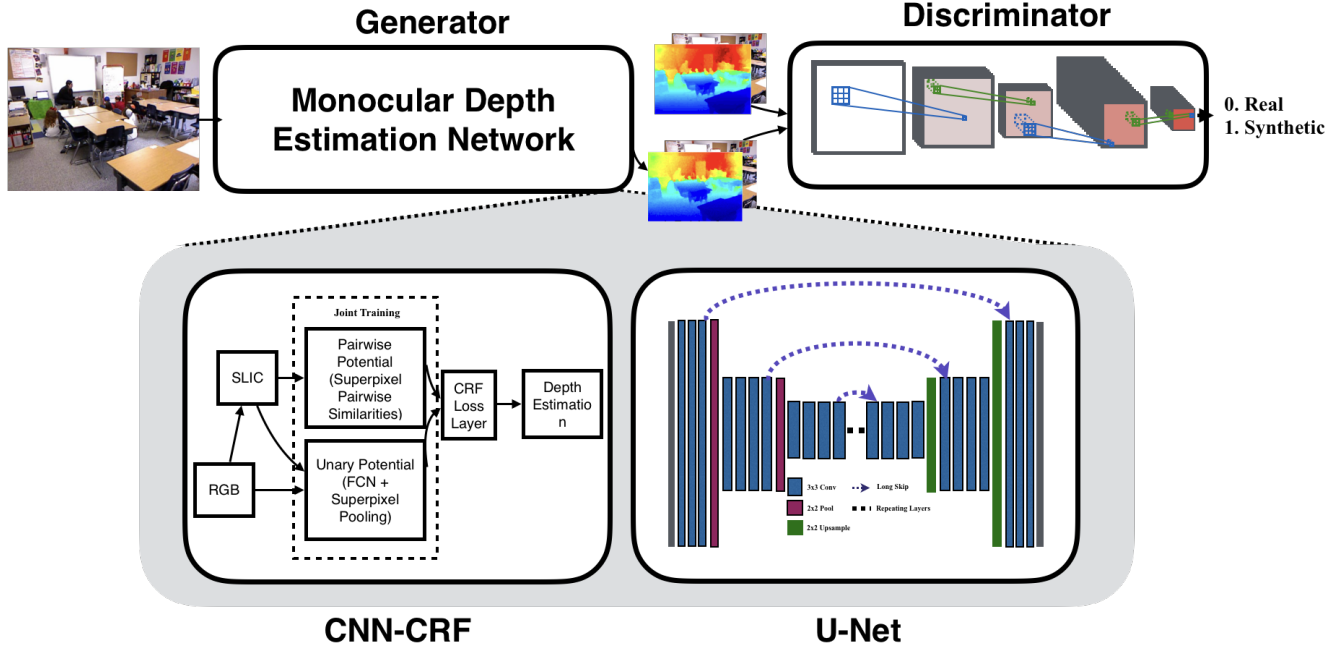 Generator
Discriminator
Monocular Depth
Estimation Network
0. Real
1. Synthetic
Joint Training
Pairwise
Potential
(Superpixel
Pairwise
Similarities)
SLIC
CRF
Loss
Layer
Depth
Estimatio
n
RGB
Unary Potential
(FCN +
Superpixel
Pooling)
3x3 Conv
Long Skip
2x2 Pool
Repeating Layers
2x2 Upsample
CNN-CRF
U-Net